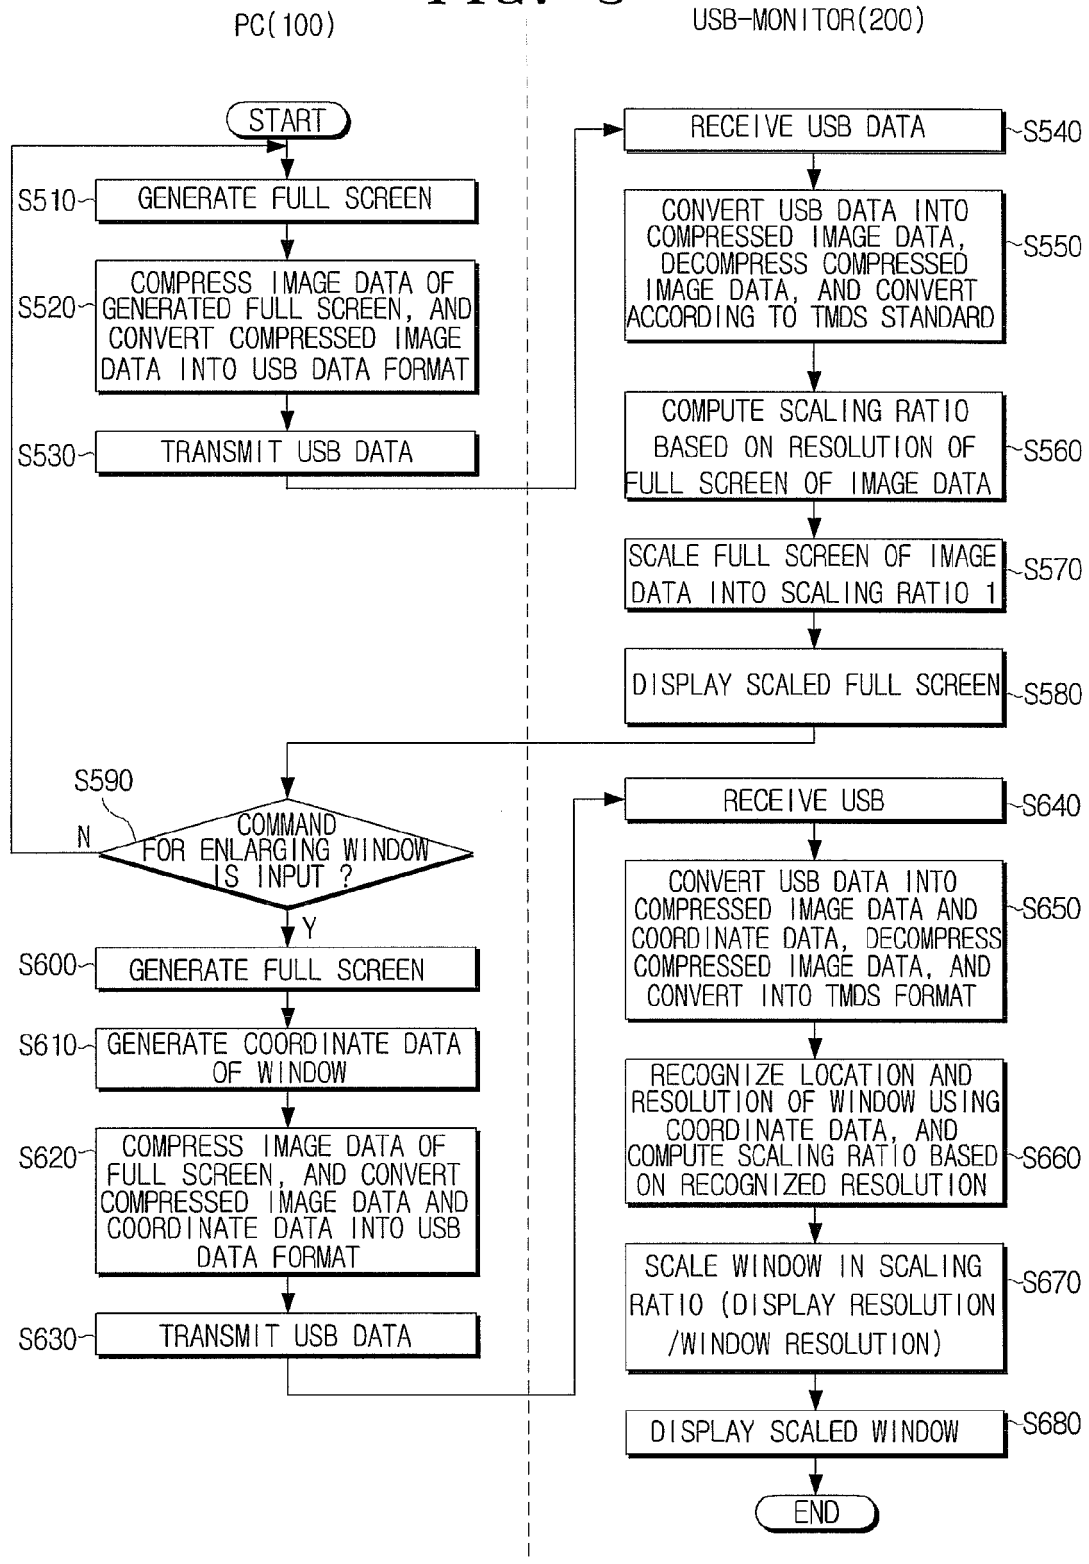 PC(100)
USB-MONITOR(200)
START
S510
GENERATE FULL SCREEN
S520
COMPRESS IMAGE DATA OF
GENERATED FULL SCREEN, AND
CONVERT COMPRESSED IMAGE
DATA INTO USB DATA FORMAT
S530
TRANSMIT USB DATA
RECEIVE USB DATA
S540
CONVERT USB DATA INTO
COMPRESSED IMAGE DATA,
DECOMPRESS COMPRESSED
IMAGE DATA, AND CONVERT
ACCORDING TO TMDS STANDARD
S550
COMPUTE SCALING RATIO
BASED ON RESOLUTION OF
FULL SCREEN OF IMAGE DATA
S560
SCALE FULL SCREEN OF IMAGE
DATA INTO SCALING RATIO 1
S570
DISPLAY SCALED FULL SCREEN
S580
S590
N
COMMAND
FOR ENLARGING WINDOW
IS INPUT ?
Y
S600
GENERATE FULL SCREEN
S610
GENERATE COORDINATE DATA
OF WINDOW
S620
COMPRESS IMAGE DATA OF
FULL SCREEN, AND CONVERT
COMPRESSED IMAGE DATA AND
COORDINATE DATA INTO USB
DATA FORMAT
S630
TRANSMIT USB DATA
RECEIVE USB
S640
CONVERT USB DATA INTO
COMPRESSED IMAGE DATA AND
COORDINATE DATA, DECOMPRESS
COMPRESSED IMAGE DATA, AND
CONVERT INTO TMDS FORMAT
S650
RECOGNIZE LOCATION AND
RESOLUTION OF WINDOW USING
COORDINATE DATA, AND
COMPUTE SCALING RATIO BASED
ON RECOGNIZED RESOLUTION
S660
SCALE WINDOW IN SCALING
RATIO (DISPLAY RESOLUTION
/WINDOW RESOLUTION)
S670
DISPLAY SCALED WINDOW
S680
END